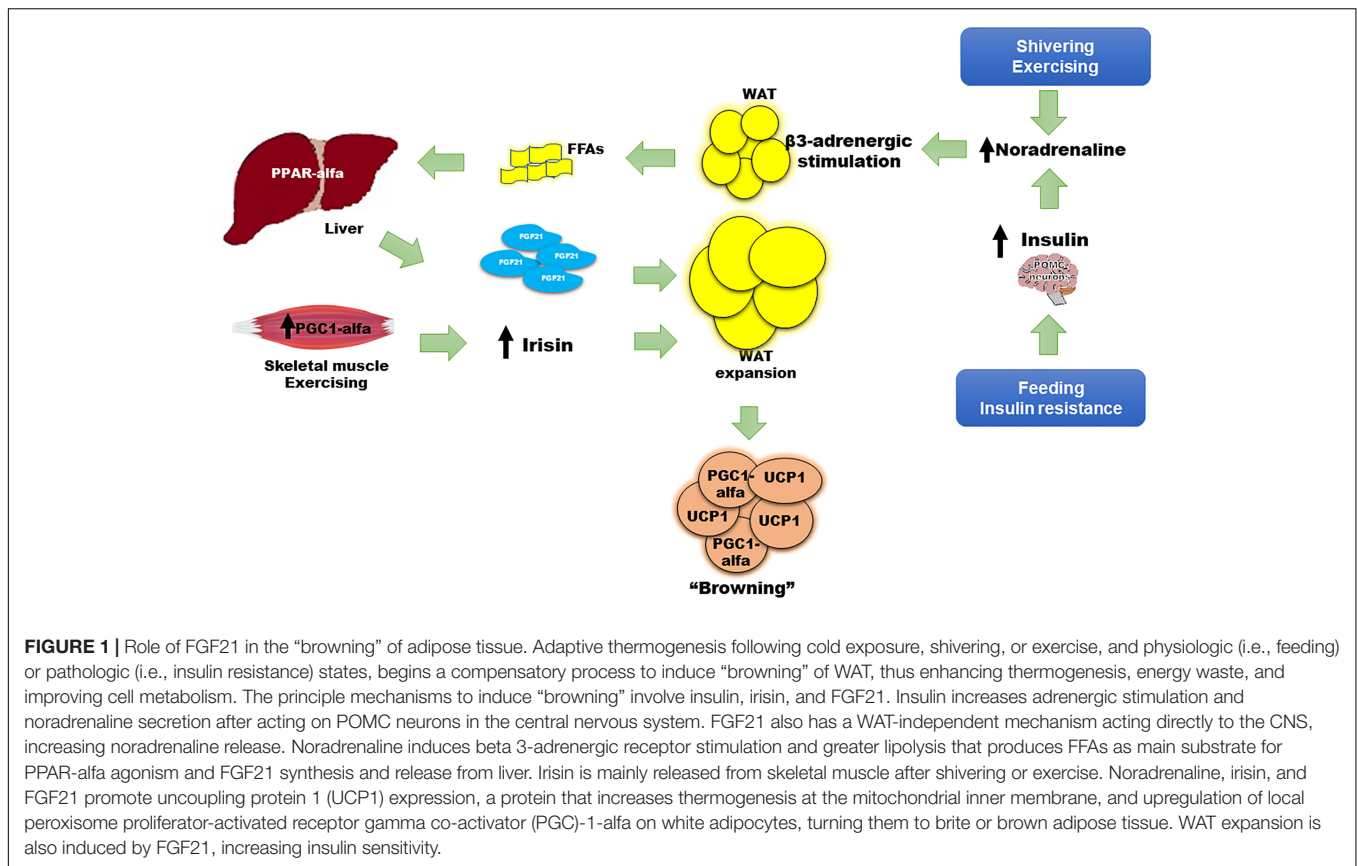 Shivering
Exercising
WAT
β3-adrenergic
stimulation
Noradrenaline
FFAs
PPAR-alfa
Liver
FGF21
FGF21
FGF21
FGF21
Insulin
POMC
neurons
PGC1-alfa
Irisin
Skeletal muscle
Exercising
WAT
expansion
Feeding
Insulin resistance
PGC1-
alfa
UCP1
UCP1
UCP1
PGC1-
alfa
“Browning”
FIGURE 1 | Role of FGF21 in the “browning” of adipose tissue. Adaptive thermogenesis following cold exposure, shivering, or exercise, and physiologic (i.e., feeding)
or pathologic (i.e., insulin resistance) states, begins a compensatory process to induce “browning” of WAT, thus enhancing thermogenesis, energy waste, and
improving cell metabolism. The principle mechanisms to induce “browning” involve insulin, irisin, and FGF21. Insulin increases adrenergic stimulation and
noradrenaline secretion after acting on POMC neurons in the central nervous system. FGF21 also has a WAT-independent mechanism acting directly to the CNS,
increasing noradrenaline release. Noradrenaline induces beta 3-adrenergic receptor stimulation and greater lipolysis that produces FFAs as main substrate for
PPAR-alfa agonism and FGF21 synthesis and release from liver. Irisin is mainly released from skeletal muscle after shivering or exercise. Noradrenaline, irisin, and
FGF21 promote uncoupling protein 1 (UCP1) expression, a protein that increases thermogenesis at the mitochondrial inner membrane, and upregulation of local
peroxisome proliferator-activated receptor gamma co-activator (PGC)-1-alfa on white adipocytes, turning them to brite or brown adipose tissue. WAT expansion is
also induced by FGF21, increasing insulin sensitivity.